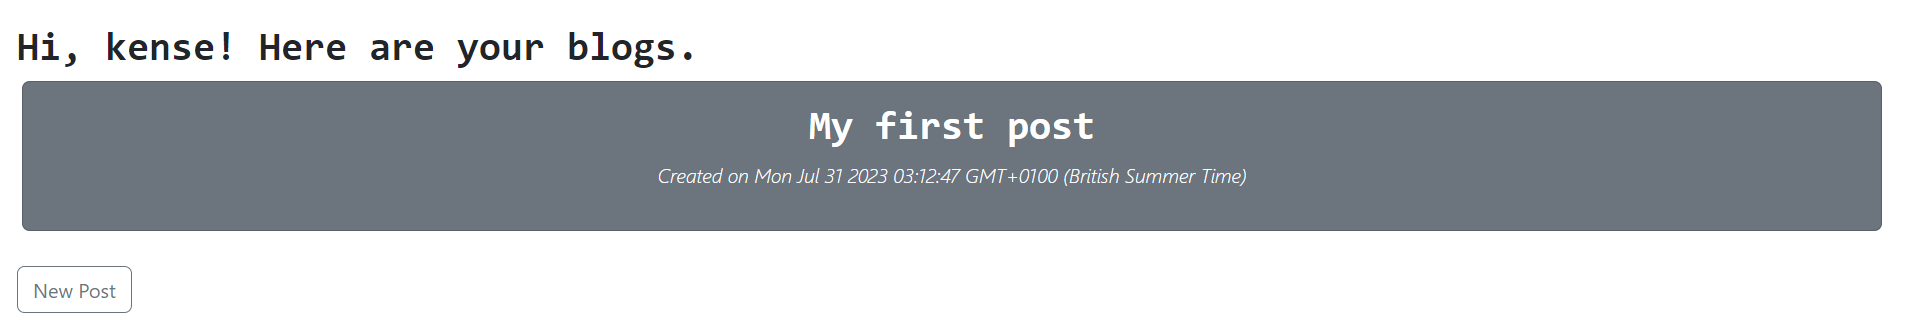 Hi, kense! Here are your blogs.
My first post
Created on Mon Jul 31 2023 03:12:47 GMT+0100 (British Summer Time)
New Post